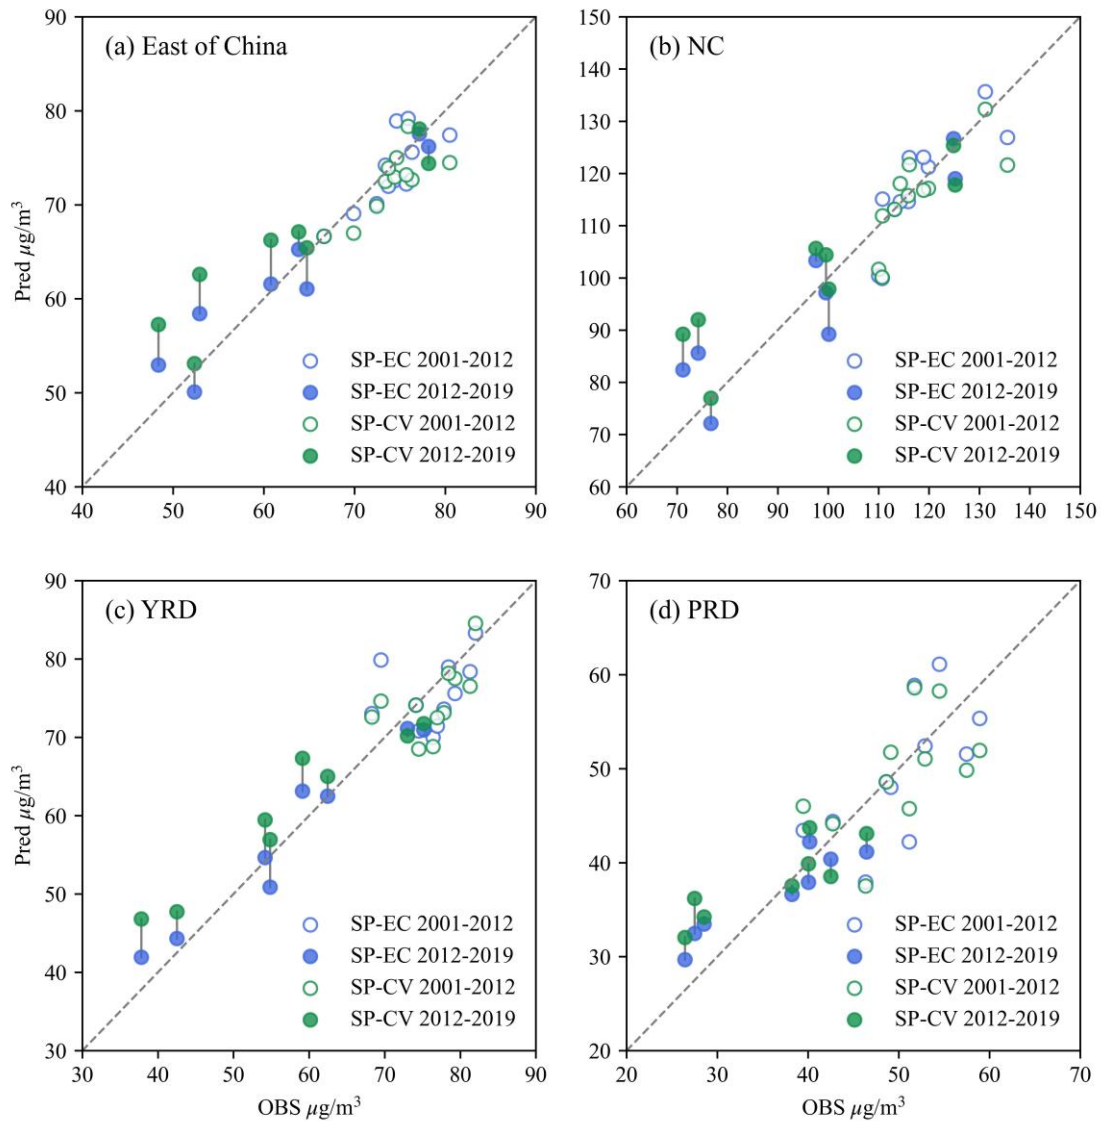 (a) East of China
Pred μg/m³
90
80
70
60
50
40
40 50 60 70 80 90
SP-EC 2001-2012
SP-EC 2012-2019
SP-CV 2001-2012
SP-CV 2012-2019
(b) NC
150
140
130
120
110
100
90
80
70
60
60 70 80 90 100 110 120 130 140 150
SP-EC 2001-2012
SP-EC 2012-2019
SP-CV 2001-2012
SP-CV 2012-2019
(c) YRD
Pred μg/m³
90
80
70
60
50
40
30
30 40 50 60 70 80 90
OBS μg/m³
SP-EC 2001-2012
SP-EC 2012-2019
SP-CV 2001-2012
SP-CV 2012-2019
(d) PRD
70
60
50
40
30
20
20 30 40 50 60 70
OBS μg/m³
SP-EC 2001-2012
SP-EC 2012-2019
SP-CV 2001-2012
SP-CV 2012-2019